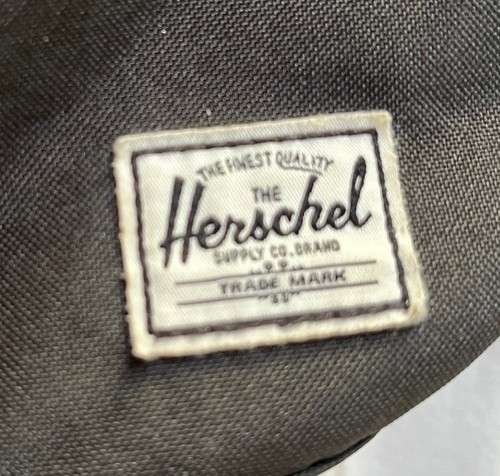 THE FINEST QUALITY
THE
Herschel
SUPPLY CO. BRAND
TRADE MARK